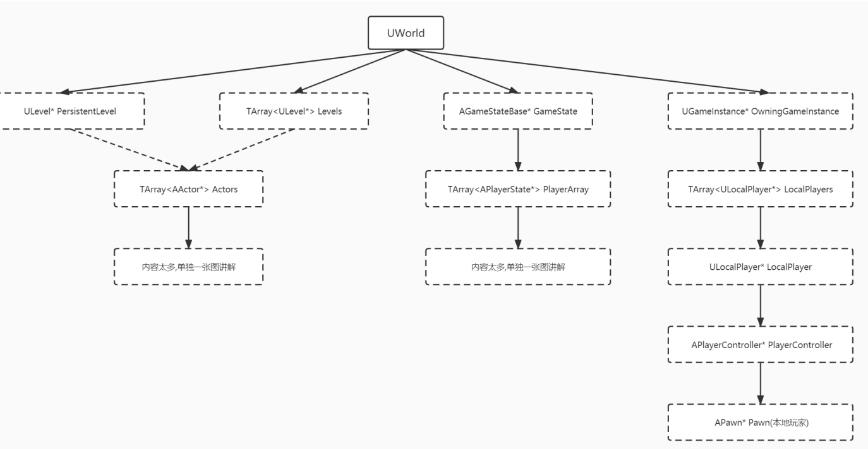 UWorld
ULevel* PersistentLevel
TArray<ULevel*> Levels
AGameStateBase* GameState
UGameInstance* OwningGameInstance
TArray<AActor*> Actors
TArray<APlayerState*> PlayerArray
TArray<ULocalPlayer*> LocalPlayers
内容太多,单独一张图讲解
内容太多,单独一张图讲解
ULocalPlayer* LocalPlayer
APlayerController* PlayerController
APawn* Pawn(本地玩家)